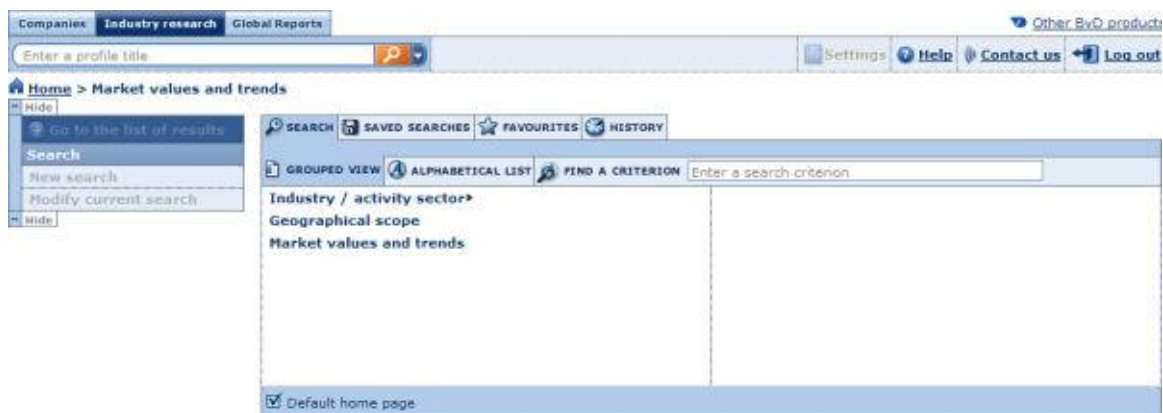 Companies Industry research Global Reports Other BvD products
Enter a profile title Settings Help Contact us Log out
Home > Market values and trends
Hide
Go to the list of results
SEARCH SAVED SEARCHES FAVOURITES HISTORY
Search
New search
GROUPED VIEW ALPHABETICAL LIST FIND A CRITERION Enter a search criterion
Modify current search
Industry / activity sector
Hide
Geographical scope
Market values and trends
Default home page